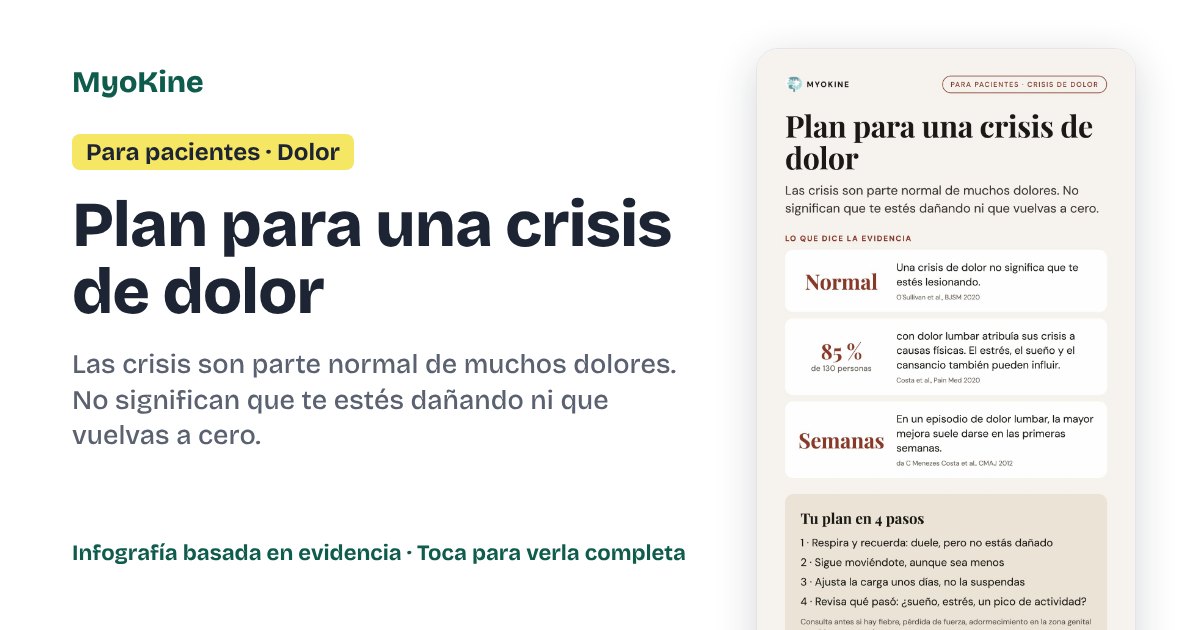 MyoKine
Para pacientes · Dolor
Plan para una crisis
de dolor
Las crisis son parte normal de muchos dolores.
No significan que te estés dañando ni que
vuelvas a cero.
Infografía basada en evidencia · Toca para verla completa
MYOKINE
PARA PACIENTES · CRISIS DE DOLOR
Plan para una crisis de
dolor
Las crisis son parte normal de muchos dolores. No
significan que te estés dañando ni que vuelvas a cero.
LO QUE DICE LA EVIDENCIA
Normal
Una crisis de dolor no significa que te
estés lesionando.
O'Sullivan et al., BJSM 2020
85 %
de 130 personas
con dolor lumbar atribuía sus crisis a
causas físicas. El estrés, el sueño y el
cansancio también pueden influir.
Costa et al., Pain Med 2020
Semanas
En un episodio de dolor lumbar, la mayor
mejora suele darse en las primeras
semanas.
da C Menezes Costa et al., CMAJ 2012
Tu plan en 4 pasos
1 · Respira y recuerda: duele, pero no estás dañado
2 · Sigue moviéndote, aunque sea menos
3 · Ajusta la carga unos días, no la suspendas
4 · Revisa qué pasó: ¿sueño, estrés, un pico de actividad?
Consulta antes si hay fiebre, pérdida de fuerza, adormecimiento en la zona genital